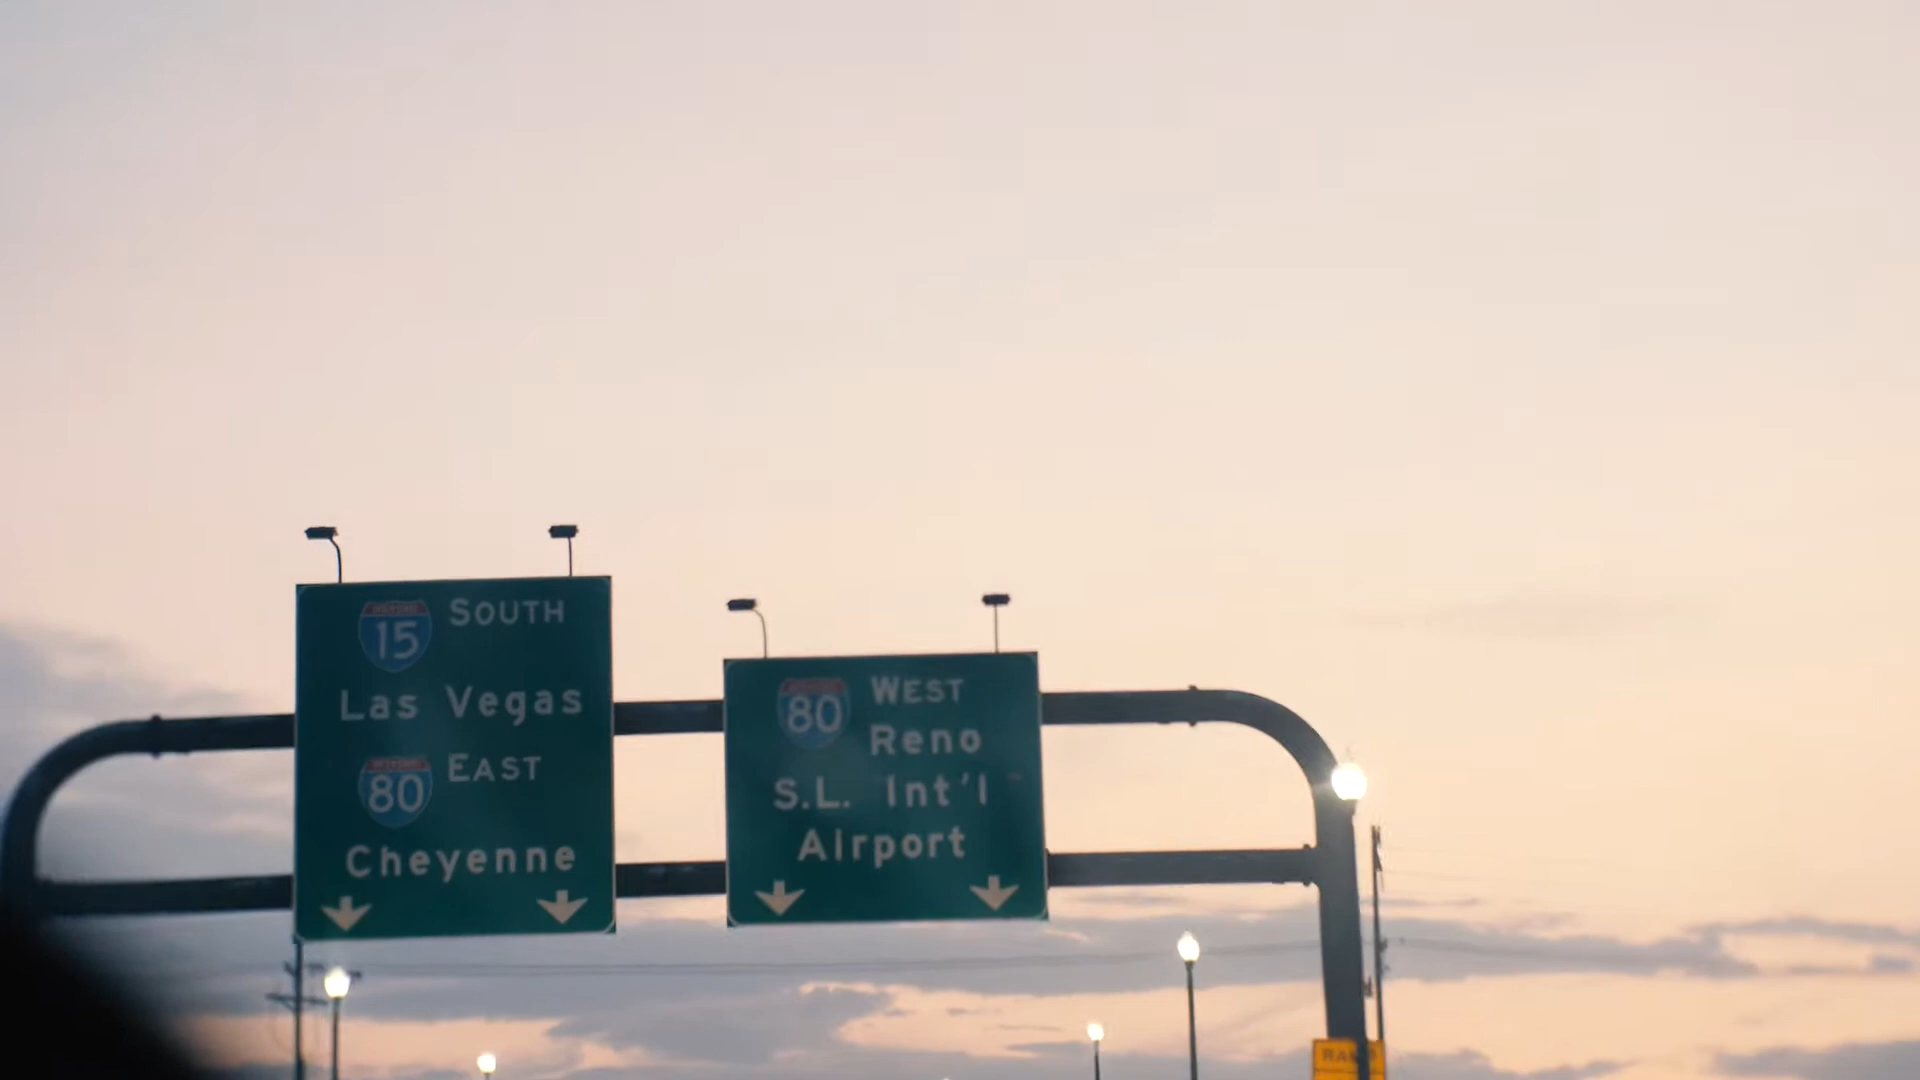 15 SOUTH
Las Vegas
80 EAST
Cheyenne
80 WEST
Reno
S.L. Int'l
Airport